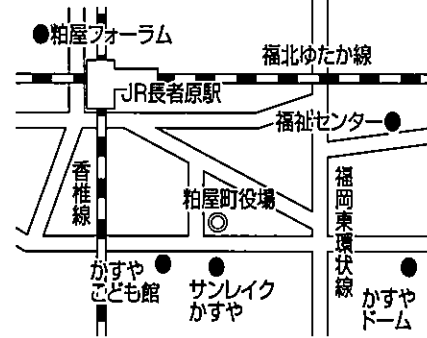 粕屋フォーラム
福北ゆたか線
JR長者原駅
福祉センター
香椎線
粕屋町役場
福岡東環状線
かすや
こども館
サンレイク
かすや
かすや
ドーム